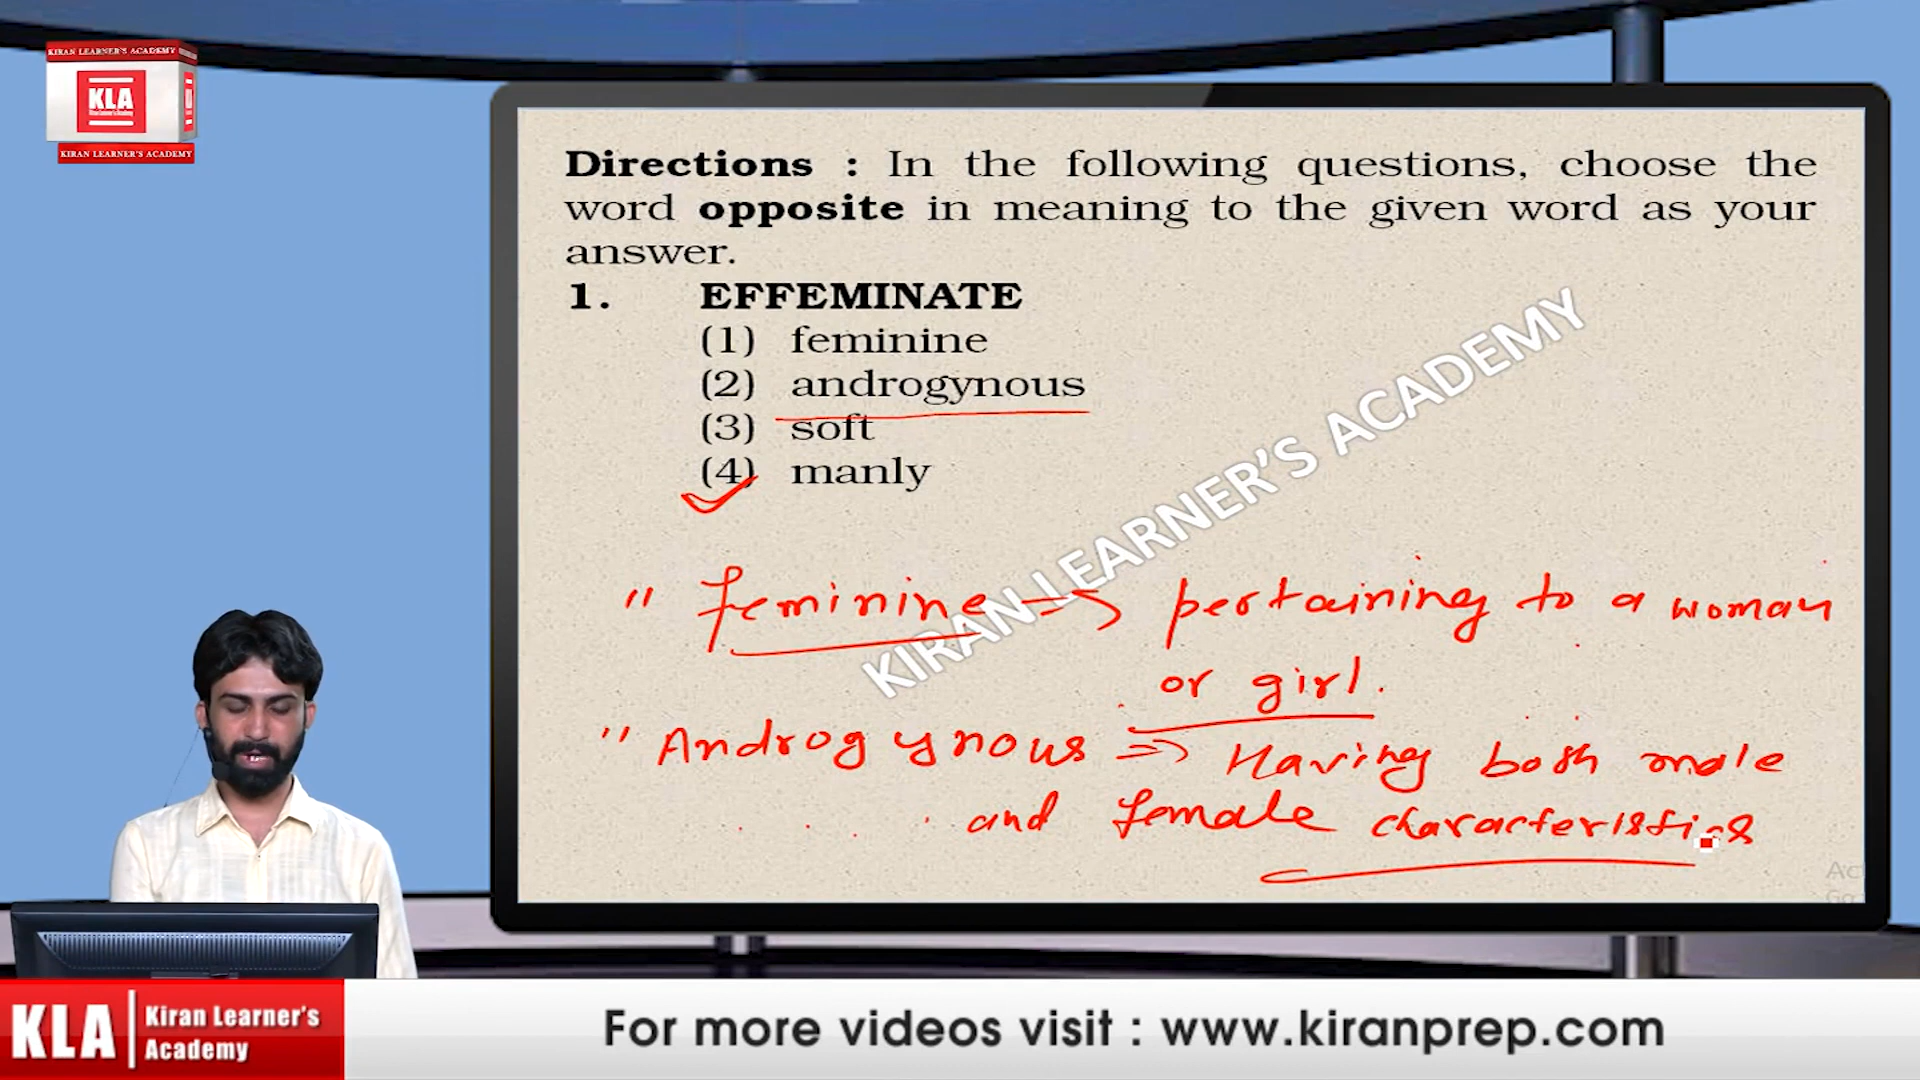 KIRAN LEARNER'S ACADEMY
KLA
KIRAN LEARNER'S ACADEMY
Directions : In the following questions, choose the
word opposite in meaning to the given word as your
answer.
1. EFFEMINATE
(1) feminine
(2) androgynous
(3) soft
(4) manly
KIRAN LEARNER'S ACADEMY
" Feminine => pertaining to a woman
or girl.
" Androgynous => Having both male
and female characteristics
KLA
Kiran Learner's
Academy
For more videos visit : www.kiranprep.com